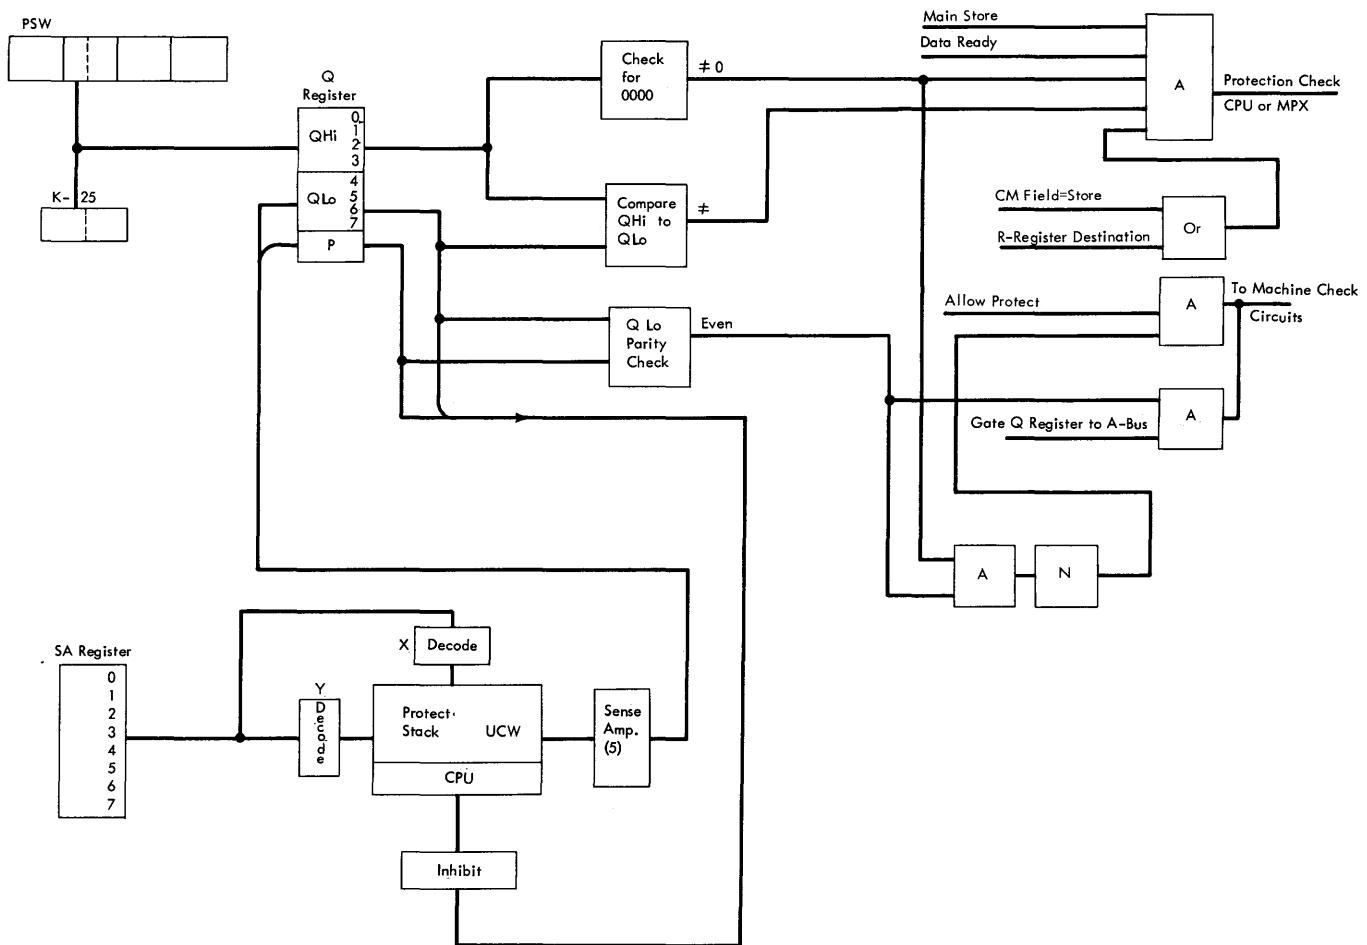 PSW
K- 25
Q
Register
QHi
0
1
2
3
QLo
4
5
6
7
P
Check
for
0000
≠ 0
Compare
QHi to
QLo
≠
Q Lo
Parity
Check
Even
Main Store
Data Ready
A
Protection Check
CPU or MPX
CM Field=Store
R-Register Destination
Or
Allow Protect
A
To Machine Check
Circuits
Gate Q Register to A-Bus
A
A
N
SA Register
0
1
2
3
4
5
6
7
X
Decode
Y
Decode
Protect
Stack
UCW
CPU
Sense
Amp.
(5)
Inhibit